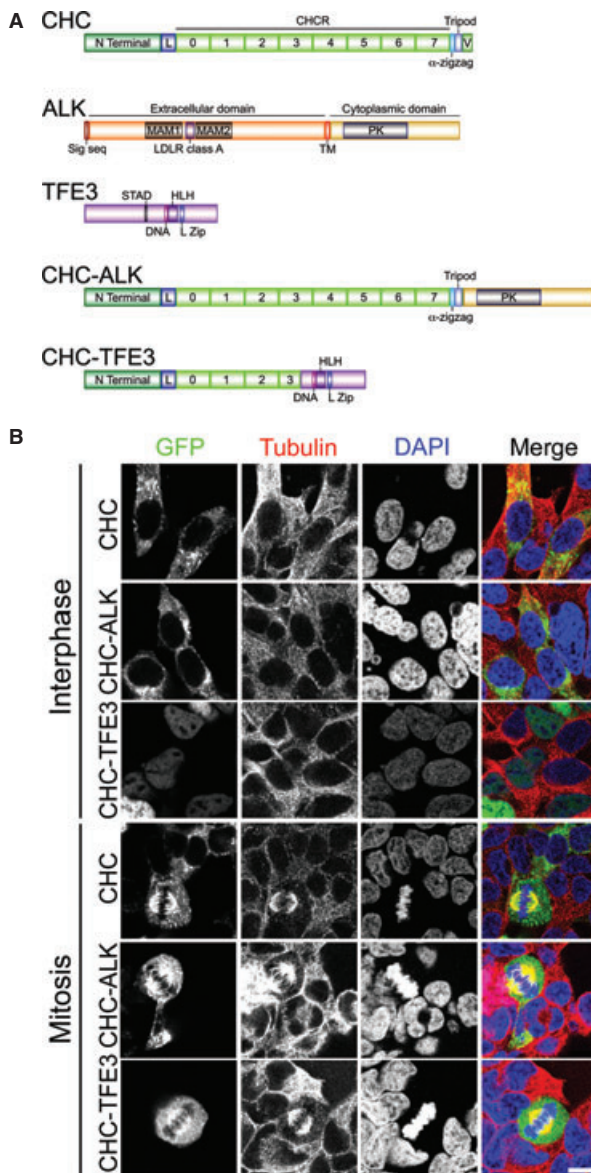 A
CHC
CHCR
Tripod
N Terminal L 0 1 2 3 4 5 6 7 V
α-zigzag
ALK
Extracellular domain Cytoplasmic domain
MAM1 MAM2 PK
Sig seq LDLR class A TM
TFE3
STAD HLH
DNA L Zip
CHC-ALK
Tripod
N Terminal L 0 1 2 3 4 5 6 7 PK
α-zigzag
CHC-TFE3
HLH
N Terminal L 0 1 2 3
DNA L Zip
B
GFP Tubulin DAPI Merge
Interphase
CHC
CHC-ALK
CHC-TFE3
Mitosis
CHC
CHC-ALK
CHC-TFE3